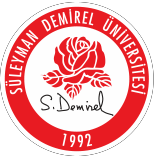 SÜLEYMAN DEMİREL ÜNİVERSİTESİ
S. Demirel
1992